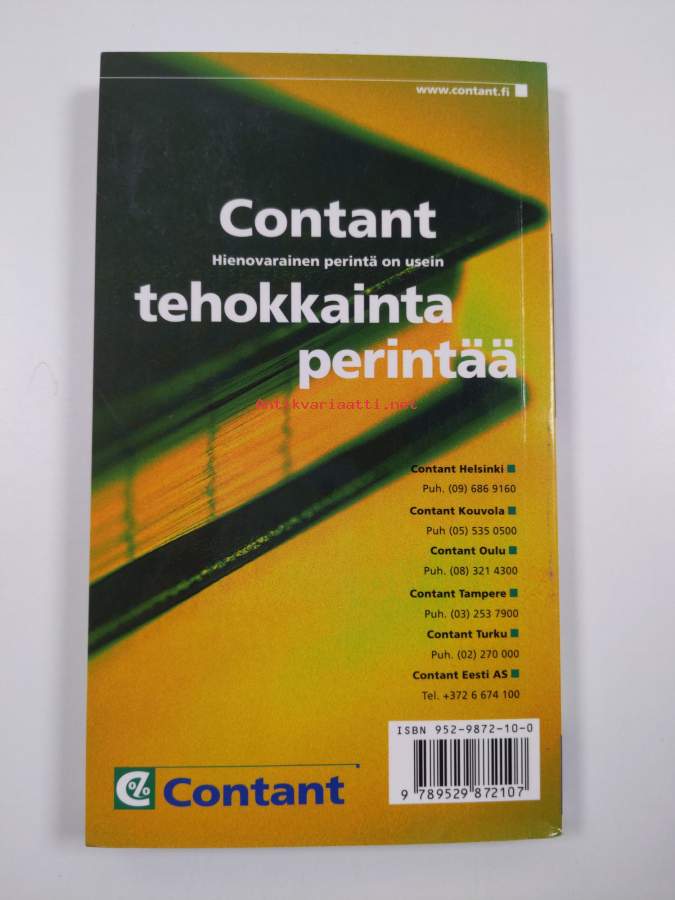 www.contant.fi
Contant
Hienovarainen perintä on usein
tehokkainta
perintää
Antikvariaatti.net
Contant Helsinki
Puh. (09) 686 9160
Contant Kouvola
Puh (05) 535 0500
Contant Oulu
Puh. (08) 321 4300
Contant Tampere
Puh. (03) 253 7900
Contant Turku
Puh. (02) 270 000
Contant Eesti AS
Tel. +372 6 674 100
ISBN 952-9872-10-0
9 789529 872107
C% Contant